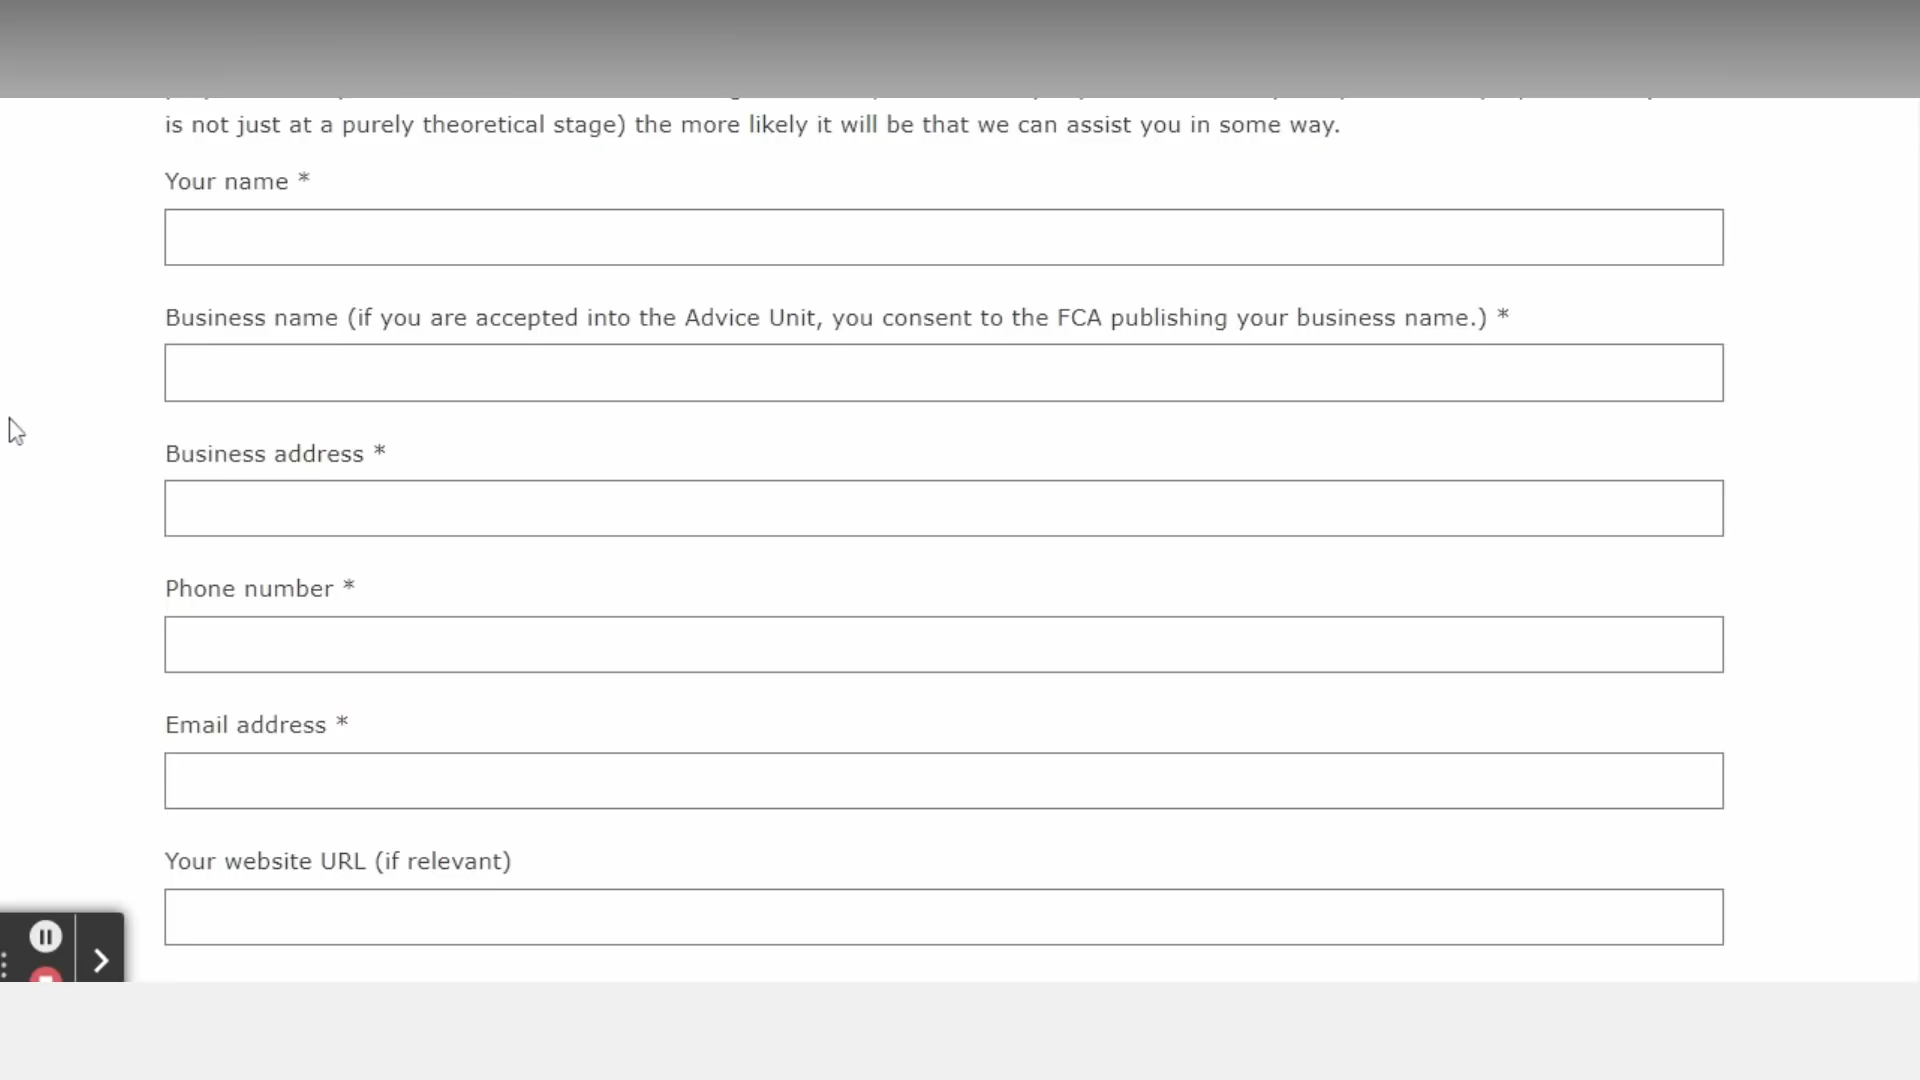 is not just at a purely theoretical stage) the more likely it will be that we can assist you in some way.
Your name *
Business name (if you are accepted into the Advice Unit, you consent to the FCA publishing your business name.) *
Business address *
Phone number *
Email address *
Your website URL (if relevant)